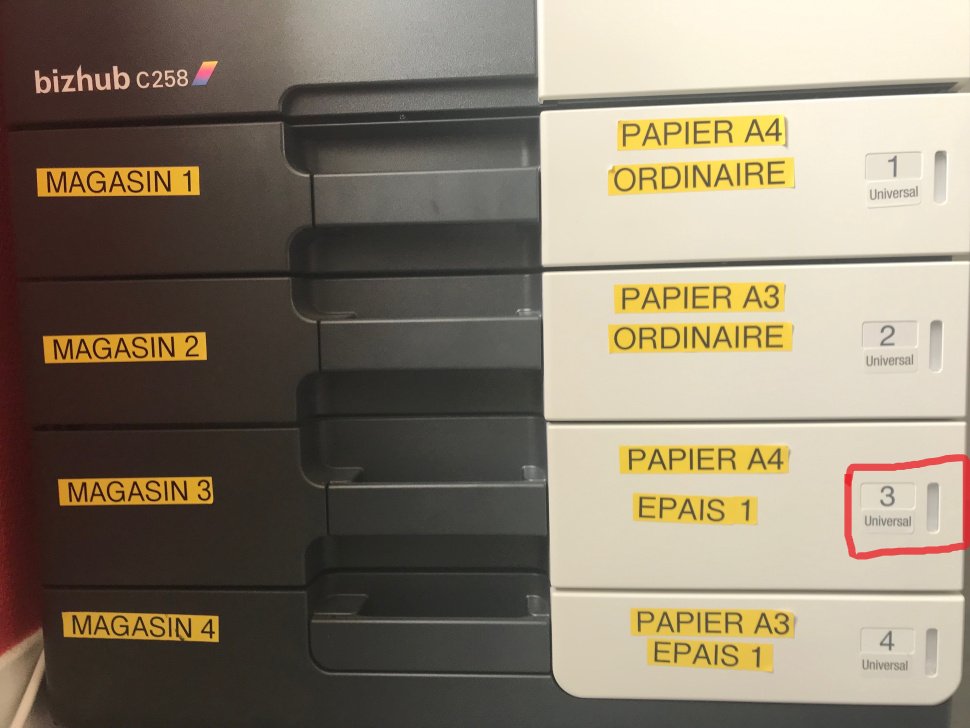 bizhub C258
MAGASIN 1
PAPIER A4
ORDINAIRE
1
Universal
MAGASIN 2
PAPIER A3
ORDINAIRE
2
Universal
MAGASIN 3
PAPIER A4
EPAIS 1
3
Universal
MAGASIN 4
PAPIER A3
EPAIS 1
4
Universal